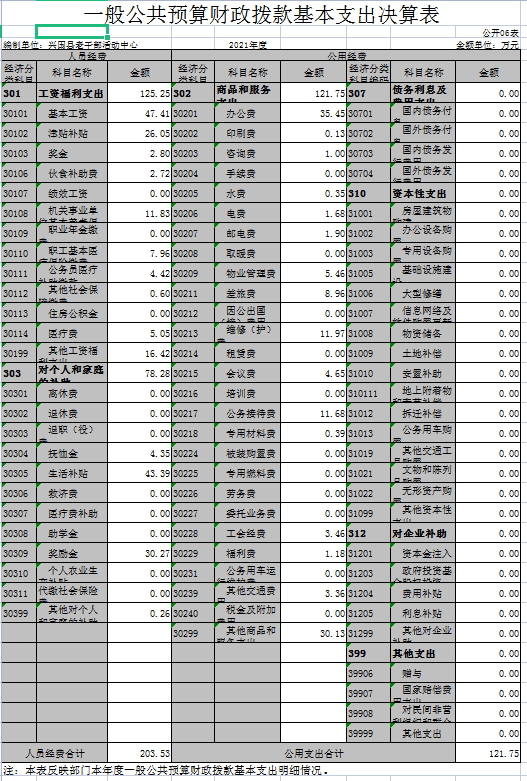 一般公共预算财政拨款基本支出决算表
公开06表
编制单位：兴国县老干部活动中心 2021年度 金额单位：万元
人员经费 公用经费
经济分类科目 科目名称 金额 经济分类科目 科目名称 金额 经济分类科目编码 科目名称 金额
301 工资福利支出 125.25 302 商品和服务支出 121.75 307 债务利息及费用支出 0.00
30101 基本工资 47.41 30201 办公费 35.45 30701 国内债务付息 0.00
30102 津贴补贴 26.05 30202 印刷费 0.13 30702 国外债务付息 0.00
30103 奖金 2.80 30203 咨询费 1.00 30703 国内债务发行费用 0.00
30106 伙食补助费 2.72 30204 手续费 0.00 30704 国外债务发行费用 0.00
30107 绩效工资 0.00 30205 水费 0.35 310 资本性支出 0.00
30108 机关事业单位基本养老保 11.83 30206 电费 1.68 31001 房屋建筑物购建 0.00
30109 职业年金缴费 0.00 30207 邮电费 1.90 31002 办公设备购置 0.00
30110 职工基本医疗保险缴费 7.96 30208 取暖费 0.00 31003 专用设备购置 0.00
30111 公务员医疗补助缴费 4.42 30209 物业管理费 5.46 31005 基础设施建设 0.00
30112 其他社会保障缴费 0.60 30211 差旅费 8.96 31006 大型修缮 0.00
30113 住房公积金 0.00 30212 因公出国（境）费用 0.00 31007 信息网络及软件购置更新 0.00
30114 医疗费 5.05 30213 维修（护）费 11.97 31008 物资储备 0.00
30199 其他工资福利支出 16.42 30214 租赁费 0.00 31009 土地补偿 0.00
303 对个人和家庭的补助 78.28 30215 会议费 4.65 31010 安置补助 0.00
30301 离休费 0.00 30216 培训费 0.00 310111 地上附着物和青苗补偿 0.00
30302 退休费 0.00 30217 公务接待费 11.68 31012 拆迁补偿 0.00
30303 退职（役）费 0.00 30218 专用材料费 0.39 31013 公务用车购置 0.00
30304 抚恤金 4.35 30224 被装购置费 0.00 31019 其他交通工具购置 0.00
30305 生活补贴 43.39 30225 专用燃料费 0.00 31021 文物和陈列品购置 0.00
30306 救济费 0.00 30226 劳务费 0.00 31022 无形资产购置 0.00
30307 医疗费补助 0.00 30227 委托业务费 0.00 31099 其他资本性支出 0.00
30308 助学金 0.00 30228 工会经费 3.46 312 对企业补助 0.00
30309 奖励金 30.27 30229 福利费 1.18 31201 资本金注入 0.00
30310 个人农业生产补贴 0.00 30231 公务用车运行维护费 0.00 31203 政府投资基金股权投资 0.00
30311 代缴社会保险费 0.00 30239 其他交通费用 3.36 31204 费用补贴 0.00
30399 其他对个人和家庭的补助 0.26 30240 税金及附加费用 0.00 31205 利息补贴 0.00
30299 其他商品和服务支出 30.13 31299 其他对企业补助 0.00
399 其他支出 0.00
39906 赠与 0.00
39907 国家赔偿费用支出 0.00
39908 对民间非营利组织和群众 0.00
39999 其他支出 0.00
人员经费合计 203.53 公用支出合计 121.75
注：本表反映部门本年度一般公共预算财政拨款基本支出明细情况。